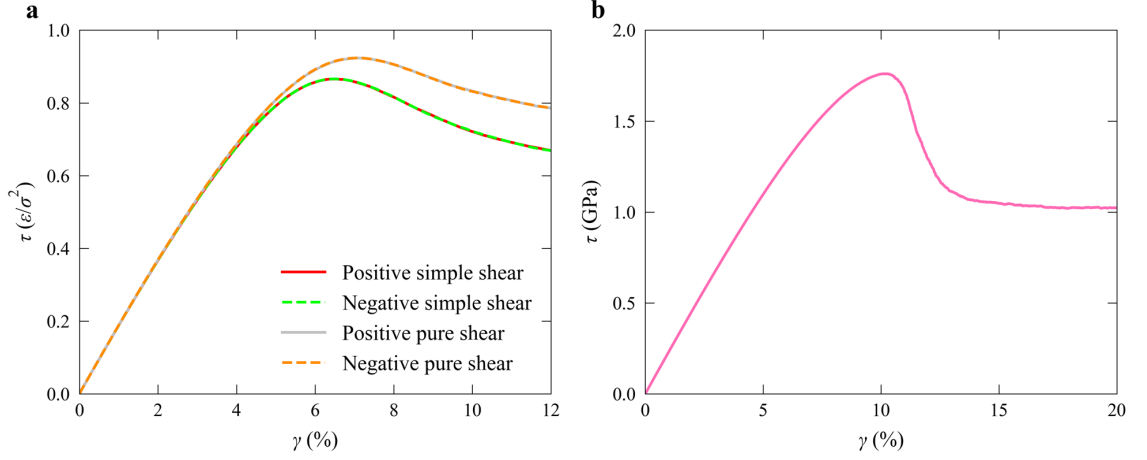 a
1.0
0.8
0.6
0.4
0.2
0.0
τ (ε/σ²)
Positive simple shear
Negative simple shear
Positive pure shear
Negative pure shear
0 2 4 6 8 10 12
γ (%)
b
2.0
1.5
1.0
0.5
0.0
τ (GPa)
0 5 10 15 20
γ (%)